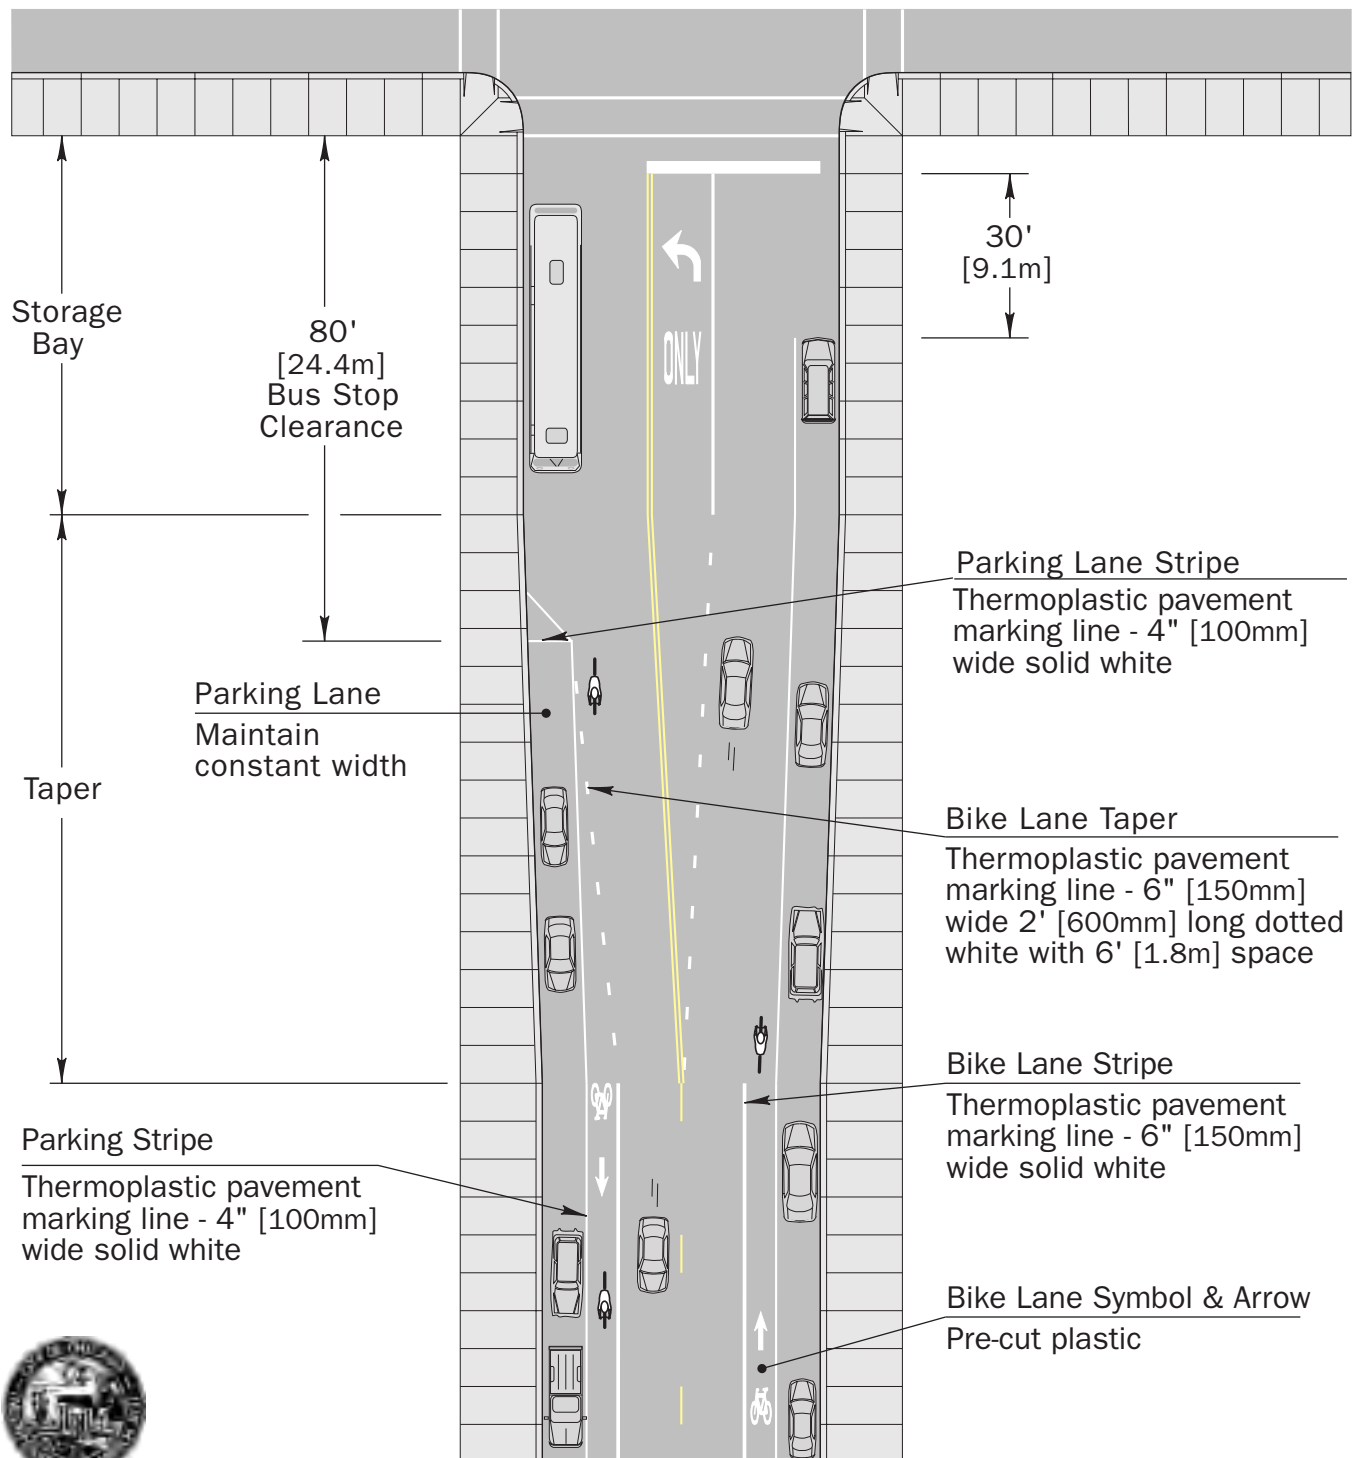 30'
[9.1m]
Storage
Bay
80'
[24.4m]
Bus Stop
Clearance
ONLY
Parking Lane Stripe
Thermoplastic pavement
marking line - 4" [100mm]
wide solid white
Parking Lane
Maintain
constant width
Taper
Bike Lane Taper
Thermoplastic pavement
marking line - 6" [150mm]
wide 2' [600mm] long dotted
white with 6' [1.8m] space
Bike Lane Stripe
Thermoplastic pavement
marking line - 6" [150mm]
wide solid white
Parking Stripe
Thermoplastic pavement
marking line - 4" [100mm]
wide solid white
Bike Lane Symbol & Arrow
Pre-cut plastic